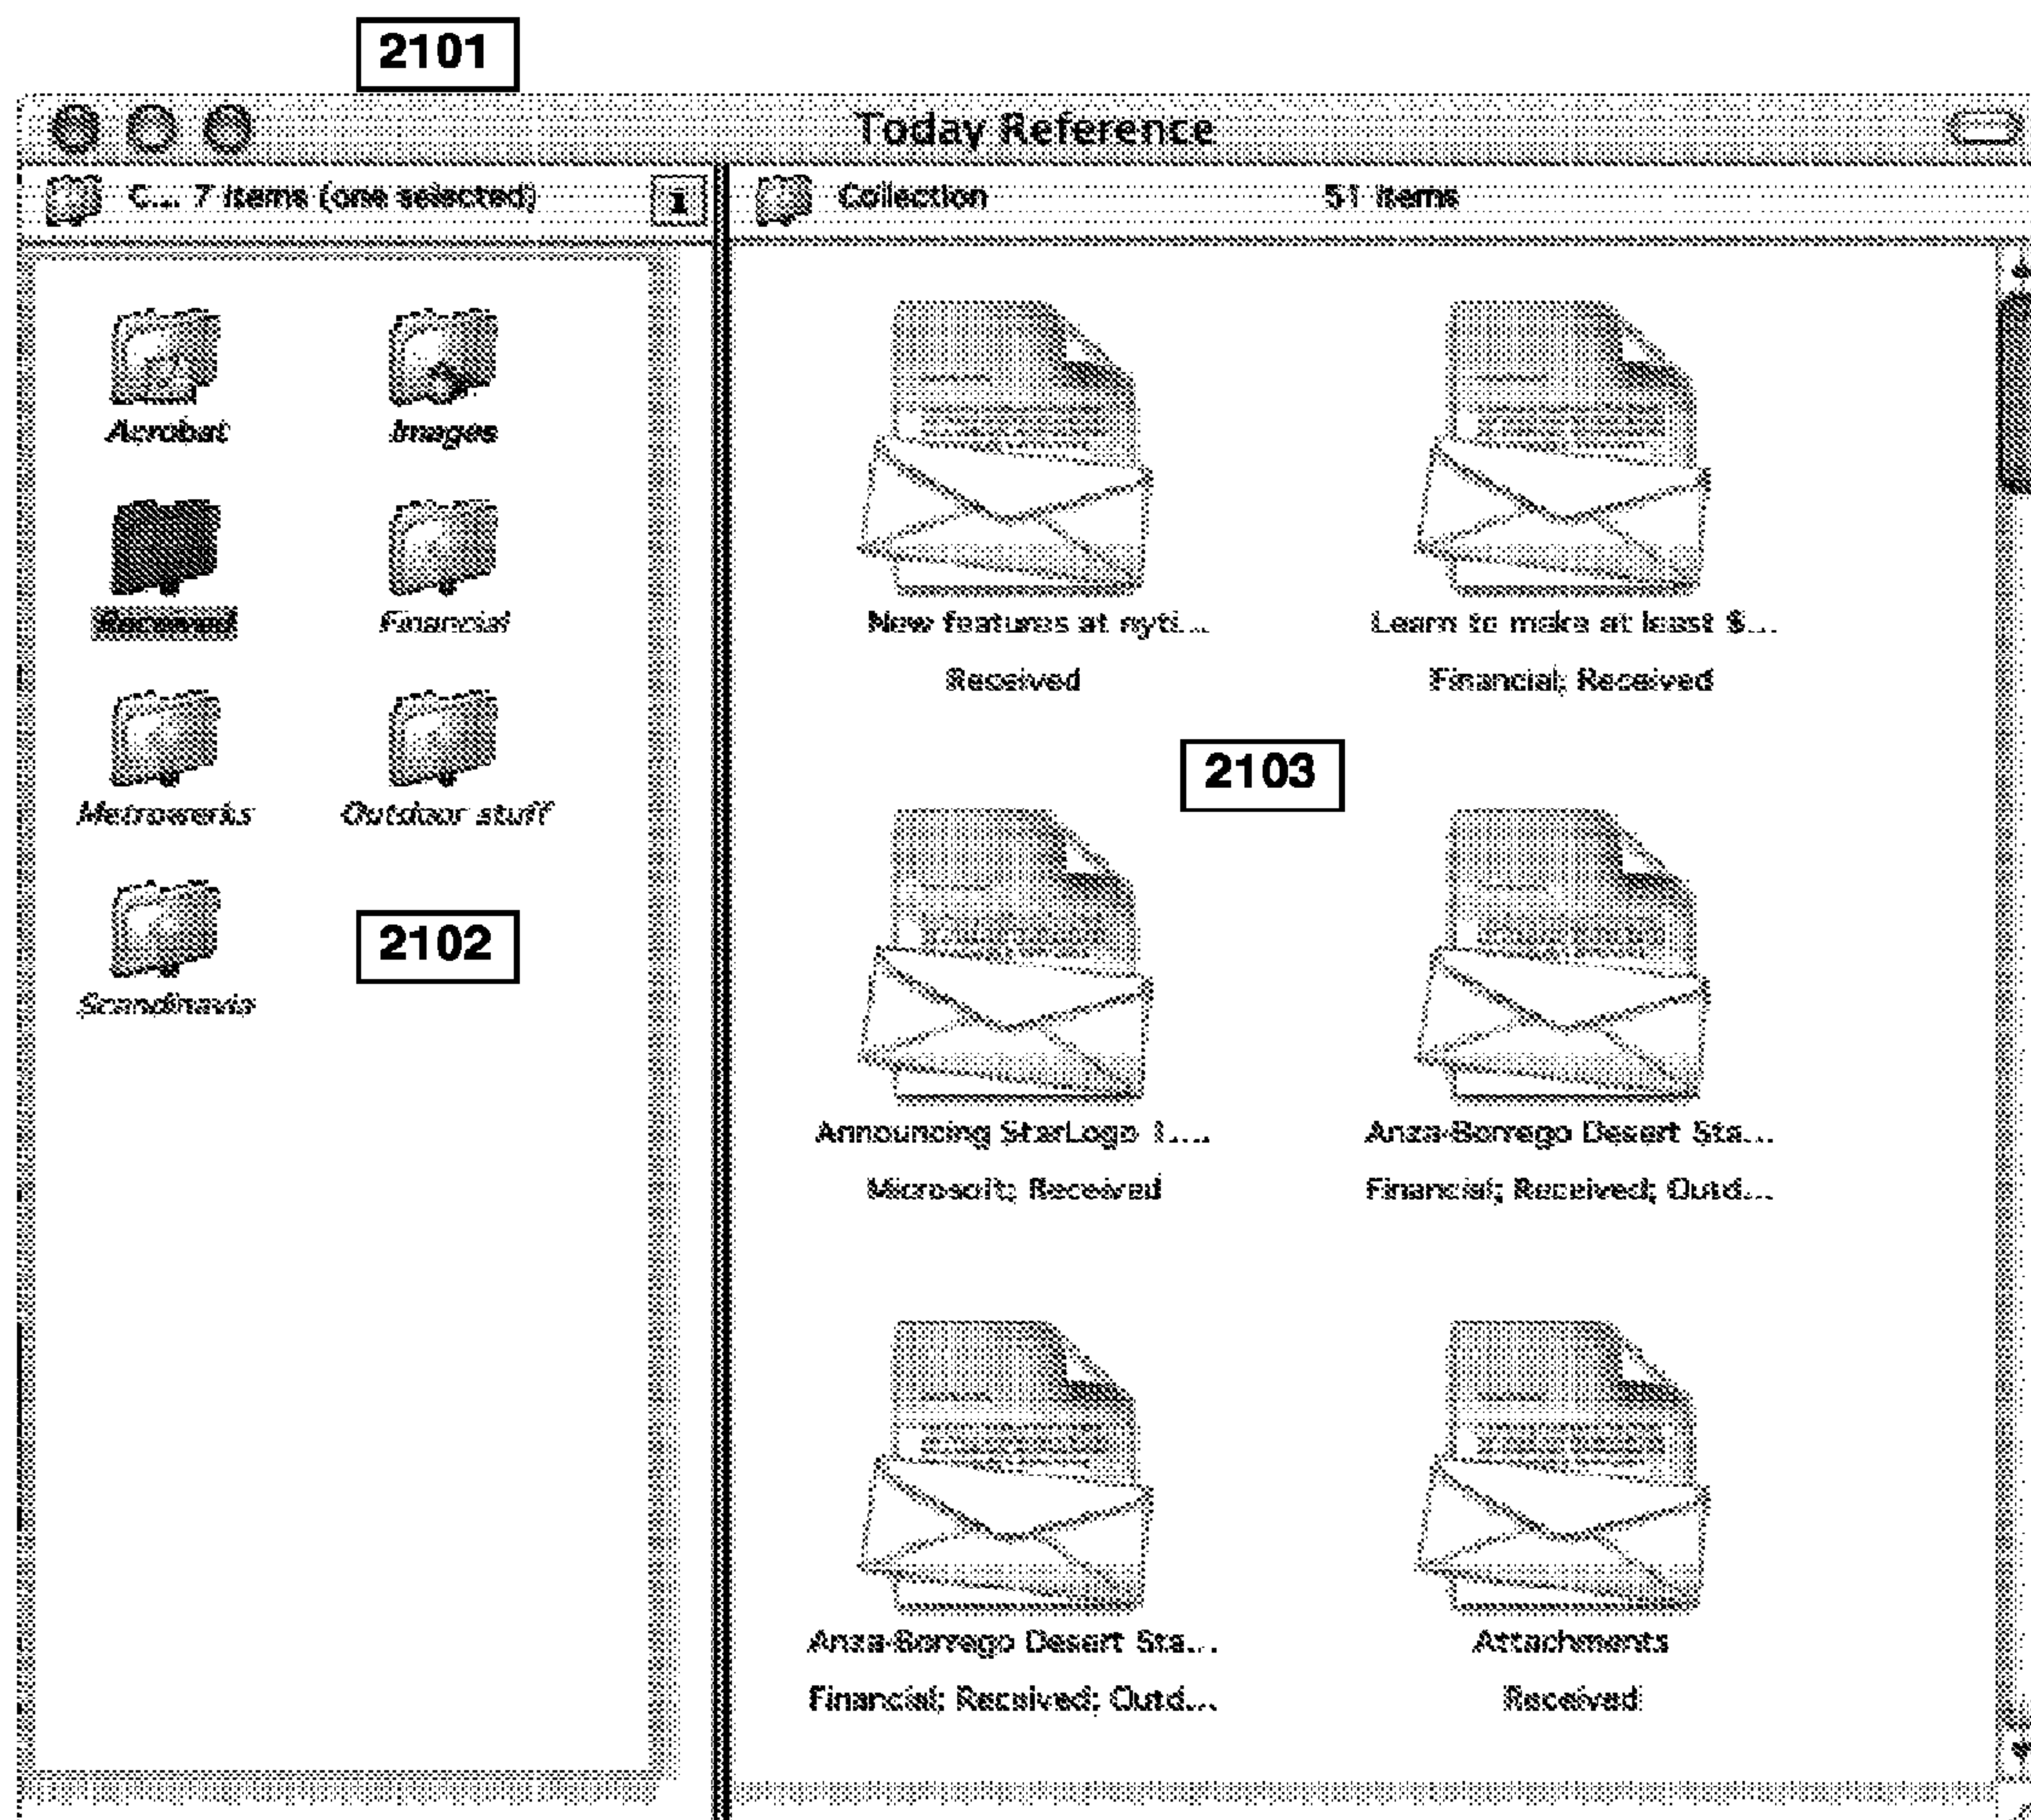 2101
Today Reference
C... 7 items (one selected)
Collection
51 items
Acrobat
Images
Received
Financial
Metrowerks
Outdoor stuff
Scandinavia
2102
New features at nyti...
Received
Learn to make at least $...
Financial; Received
2103
Announcing StarLogo 1....
Microsoft; Received
Anza-Borrego Desert Sta...
Financial; Received; Outd...
Anza-Borrego Desert Sta...
Financial; Received; Outd...
Attachments
Received